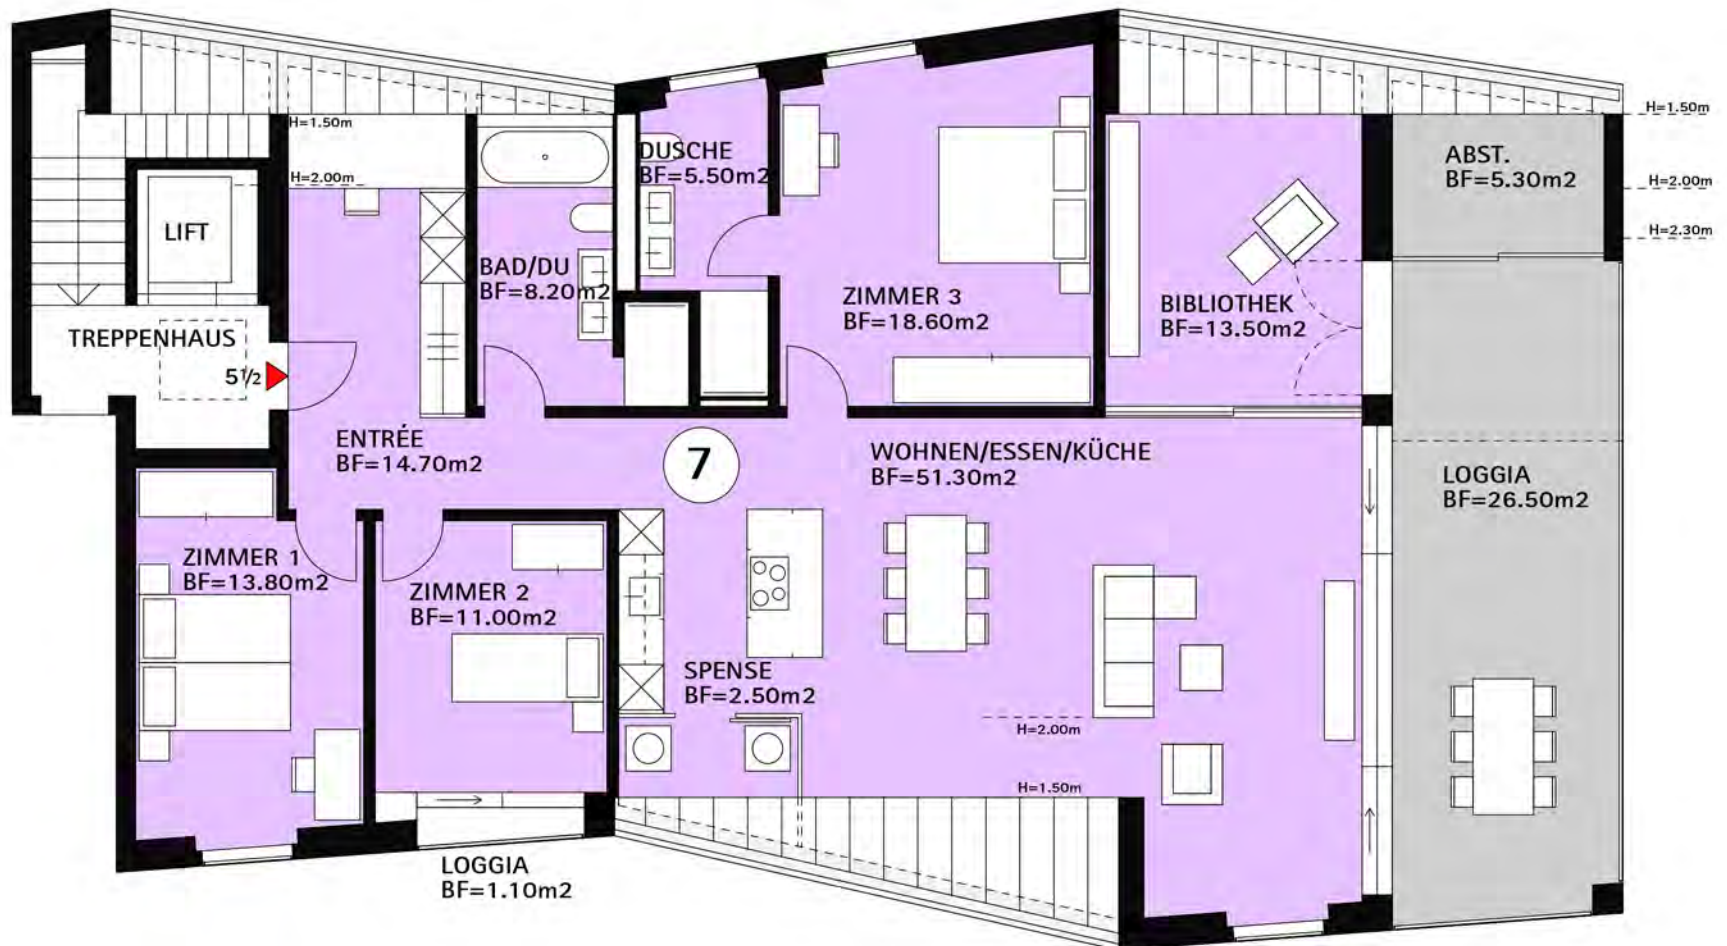 H=1.50m
H=1.50m
DUSCHE
BF=5.50m2
ABST.
BF=5.30m2
H=2.00m
H=2.00m
LIFT
H=2.30m
BAD/DU
BF=8.20m2
ZIMMER 3
BF=18.60m2
BIBLIOTHEK
BF=13.50m2
TREPPENHAUS
5½
ENTRÉE
BF=14.70m2
7
WOHNEN/ESSEN/KÜCHE
BF=51.30m2
LOGGIA
BF=26.50m2
ZIMMER 1
BF=13.80m2
ZIMMER 2
BF=11.00m2
SPENSE
BF=2.50m2
H=2.00m
H=1.50m
LOGGIA
BF=1.10m2